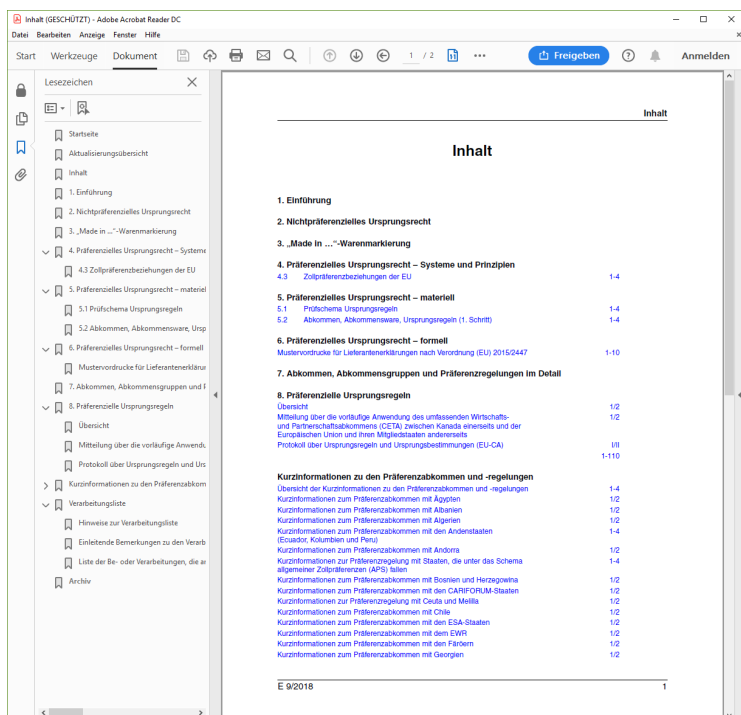 Inhalt (GESCHÜTZT) - Adobe Acrobat Reader DC
Datei Bearbeiten Anzeige Fenster Hilfe
Start Werkzeuge Dokument 1 / 2 Freigeben Anmelden
Lesezeichen
Startseite
Aktualisierungsübersicht
Inhalt
1. Einführung
2. Nichtpräferenzielles Ursprungsrecht
3. „Made in ..."-Warenmarkierung
4. Präferenzielles Ursprungsrecht – Systeme
4.3 Zollpräferenzbeziehungen der EU
5. Präferenzielles Ursprungsrecht – materiel
5.1 Prüfschema Ursprungsregeln
5.2 Abkommen, Abkommensware, Ursp
6. Präferenzielles Ursprungsrecht – formell
Mustervordrucke für Lieferantenerklärur
7. Abkommen, Abkommensgruppen und F
8. Präferenzielle Ursprungsregeln
Übersicht
Mitteilung über die vorläufige Anwendu
Protokoll über Ursprungsregeln und Urs
Kurzinformationen zu den Präferenzabkom
Verarbeitungsliste
Hinweise zur Verarbeitungsliste
Einleitende Bemerkungen zu den Verarb
Liste der Be- oder Verarbeitungen, die ar
Archiv
Inhalt
Inhalt
1. Einführung
2. Nichtpräferenzielles Ursprungsrecht
3. „Made in …"-Warenmarkierung
4. Präferenzielles Ursprungsrecht – Systeme und Prinzipien
4.3 Zollpräferenzbeziehungen der EU 1-4
5. Präferenzielles Ursprungsrecht – materiell
5.1 Prüfschema Ursprungsregeln 1-4
5.2 Abkommen, Abkommensware, Ursprungsregeln (1. Schritt) 1-4
6. Präferenzielles Ursprungsrecht – formell
Mustervordrucke für Lieferantenerklärungen nach Verordnung (EU) 2015/2447 1-10
7. Abkommen, Abkommensgruppen und Präferenzregelungen im Detail
8. Präferenzielle Ursprungsregeln
Übersicht 1/2
Mitteilung über die vorläufige Anwendung des umfassenden Wirtschafts- 1/2
und Partnerschaftsabkommens (CETA) zwischen Kanada einerseits und der
Europäischen Union und ihren Mitgliedstaaten andererseits
Protokoll über Ursprungsregeln und Ursprungsbestimmungen (EU-CA) I/II
1-110
Kurzinformationen zu den Präferenzabkommen und -regelungen
Übersicht der Kurzinformationen zu den Präferenzabkommen und -regelungen 1-4
Kurzinformationen zum Präferenzabkommen mit Ägypten 1/2
Kurzinformationen zum Präferenzabkommen mit Albanien 1/2
Kurzinformationen zum Präferenzabkommen mit Algerien 1/2
Kurzinformationen zum Präferenzabkommen mit den Andenstaaten 1-4
(Ecuador, Kolumbien und Peru)
Kurzinformationen zum Präferenzabkommen mit Andorra 1/2
Kurzinformationen zur Präferenzregelung mit Staaten, die unter das Schema 1-4
allgemeiner Zollpräferenzen (APS) fallen
Kurzinformationen zum Präferenzabkommen mit Bosnien und Herzegowina 1/2
Kurzinformationen zum Präferenzabkommen mit den CARIFORUM-Staaten 1/2
Kurzinformationen zur Präferenzregelung mit Ceuta und Melilla 1/2
Kurzinformationen zum Präferenzabkommen mit Chile 1/2
Kurzinformationen zum Präferenzabkommen mit den ESA-Staaten 1/2
Kurzinformationen zum Präferenzabkommen mit dem EWR 1/2
Kurzinformationen zum Präferenzabkommen mit den Färöern 1/2
Kurzinformationen zum Präferenzabkommen mit Georgien 1/2
E 9/2018 1